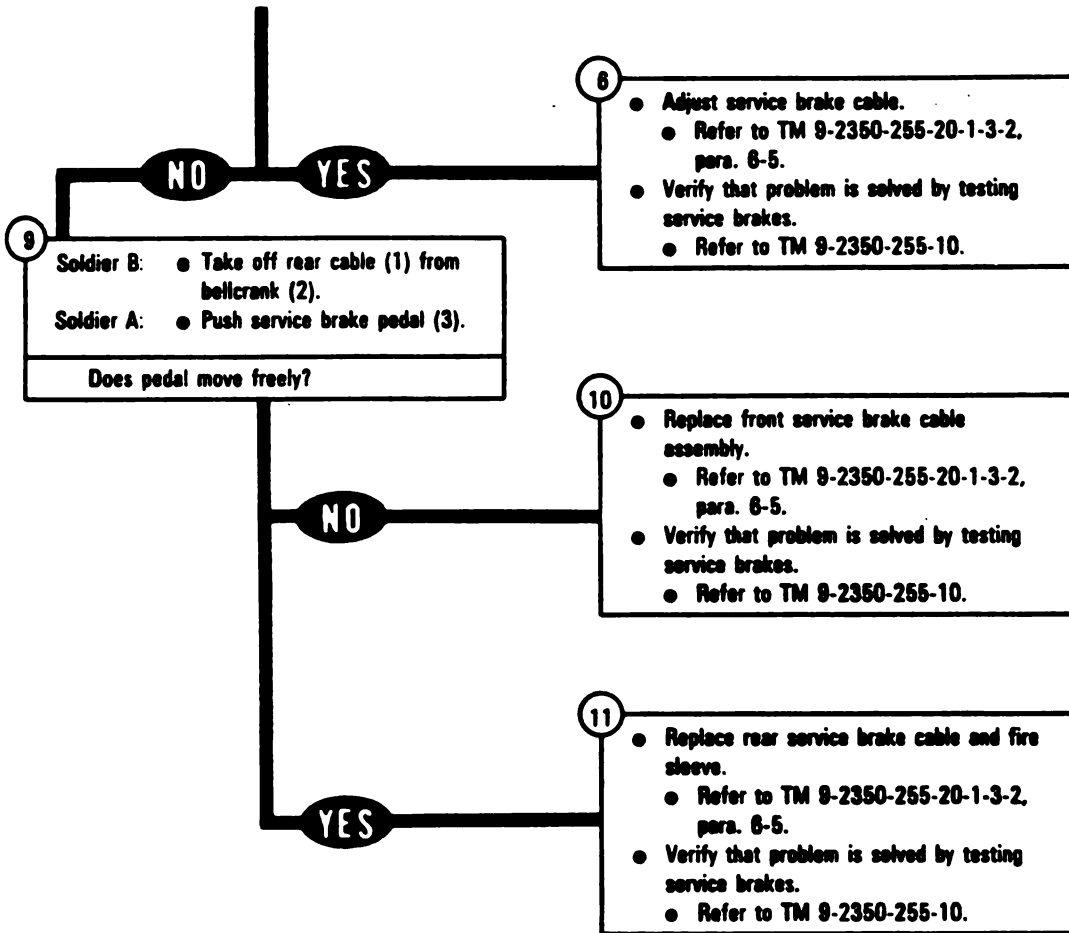 NO
YES
6
● Adjust service brake cable.
● Refer to TM 9-2350-255-20-1-3-2,
para. 6-5.
● Verify that problem is solved by testing
service brakes.
● Refer to TM 9-2350-255-10.
9
Soldier B: ● Take off rear cable (1) from
bellcrank (2).
Soldier A: ● Push service brake pedal (3).
Does pedal move freely?
10
● Replace front service brake cable
assembly.
● Refer to TM 9-2350-255-20-1-3-2,
para. 6-5.
● Verify that problem is solved by testing
service brakes.
● Refer to TM 9-2350-255-10.
NO
11
● Replace rear service brake cable and fire
sleeve.
● Refer to TM 9-2350-255-20-1-3-2,
para. 6-5.
● Verify that problem is solved by testing
service brakes.
● Refer to TM 9-2350-255-10.
YES